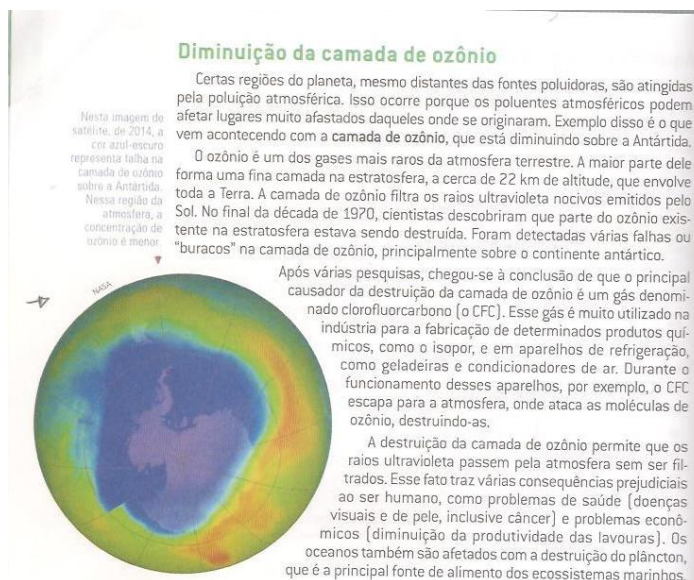 Diminuição da camada de ozônio
Certas regiões do planeta, mesmo distantes das fontes poluidoras, são atingidas
pela poluição atmosférica. Isso ocorre porque os poluentes atmosféricos podem
afetar lugares muito afastados daqueles onde se originaram. Exemplo disso é o que
vem acontecendo com a camada de ozônio, que está diminuindo sobre a Antártida.
O ozônio é um dos gases mais raros da atmosfera terrestre. A maior parte dele
forma uma fina camada na estratosfera, a cerca de 22 km de altitude, que envolve
toda a Terra. A camada de ozônio filtra os raios ultravioleta nocivos emitidos pelo
Sol. No final da década de 1970, cientistas descobriram que parte do ozônio exis-
tente na estratosfera estava sendo destruída. Foram detectadas várias falhas ou
"buracos" na camada de ozônio, principalmente sobre o continente antártico.
Nesta imagem de
satélite, de 2014, a
cor azul-escuro
representa falha na
camada de ozônio
sobre a Antártida.
Nessa região da
atmosfera, a
concentração de
ozônio é menor.
NASA
Após várias pesquisas, chegou-se à conclusão de que o principal
causador da destruição da camada de ozônio é um gás denomi-
nado clorofluorcarbono (o CFC). Esse gás é muito utilizado na
indústria para a fabricação de determinados produtos quí-
micos, como o isopor, e em aparelhos de refrigeração,
como geladeiras e condicionadores de ar. Durante o
funcionamento desses aparelhos, por exemplo, o CFC
escapa para a atmosfera, onde ataca as moléculas de
ozônio, destruindo-as.
A destruição da camada de ozônio permite que os
raios ultravioleta passem pela atmosfera sem ser fil-
trados. Esse fato traz várias consequências prejudiciais
ao ser humano, como problemas de saúde (doenças
visuais e de pele, inclusive câncer) e problemas econô-
micos (diminuição da produtividade das lavouras). Os
oceanos também são afetados com a destruição do plâncton,
que é a principal fonte de alimento dos ecossistemas marinhos.